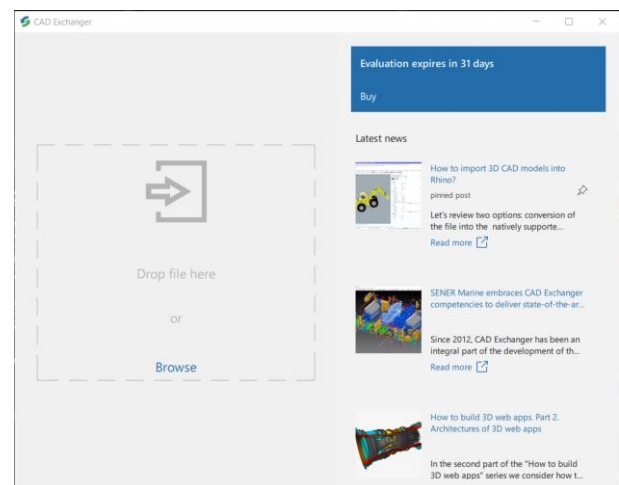 CAD Exchanger
Drop file here
or
Browse
Evaluation expires in 31 days
Buy
Latest news
How to import 3D CAD models into
Rhino?
pinned post
Let's review two options: conversion of
the file into the natively supporte...
Read more
SENER Marine embraces CAD Exchanger
competencies to deliver state-of-the-ar...
Since 2012, CAD Exchanger has been an
integral part of the development of th...
Read more
How to build 3D web apps. Part 2.
Architectures of 3D web apps
In the second part of the "How to build
3D web apps" series we consider how t...